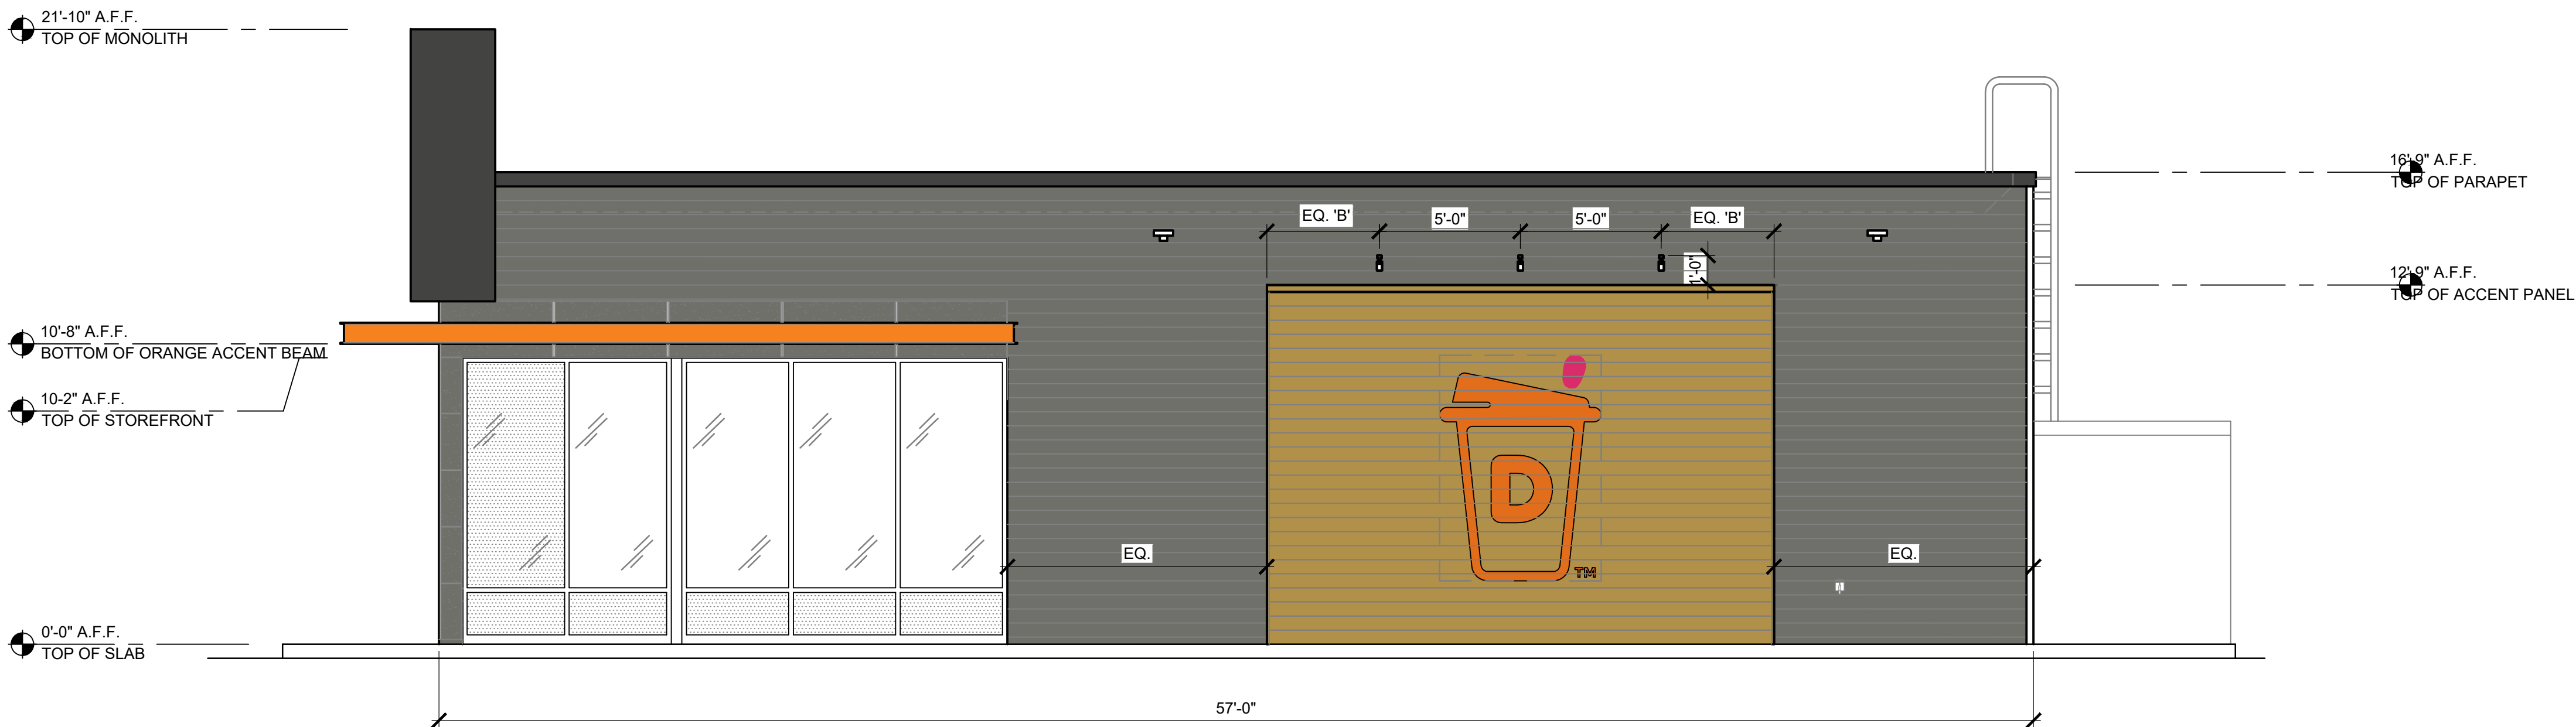 21'-10" A.F.F.
TOP OF MONOLITH
16'-9" A.F.F.
TOP OF PARAPET
EQ. 'B'
5'-0"
5'-0"
EQ. 'B'
1'-0"
12'-9" A.F.F.
TOP OF ACCENT PANEL
10'-8" A.F.F.
BOTTOM OF ORANGE ACCENT BEAM
10-2" A.F.F.
TOP OF STOREFRONT
D
EQ.
EQ.
TM
0'-0" A.F.F.
TOP OF SLAB
57'-0"